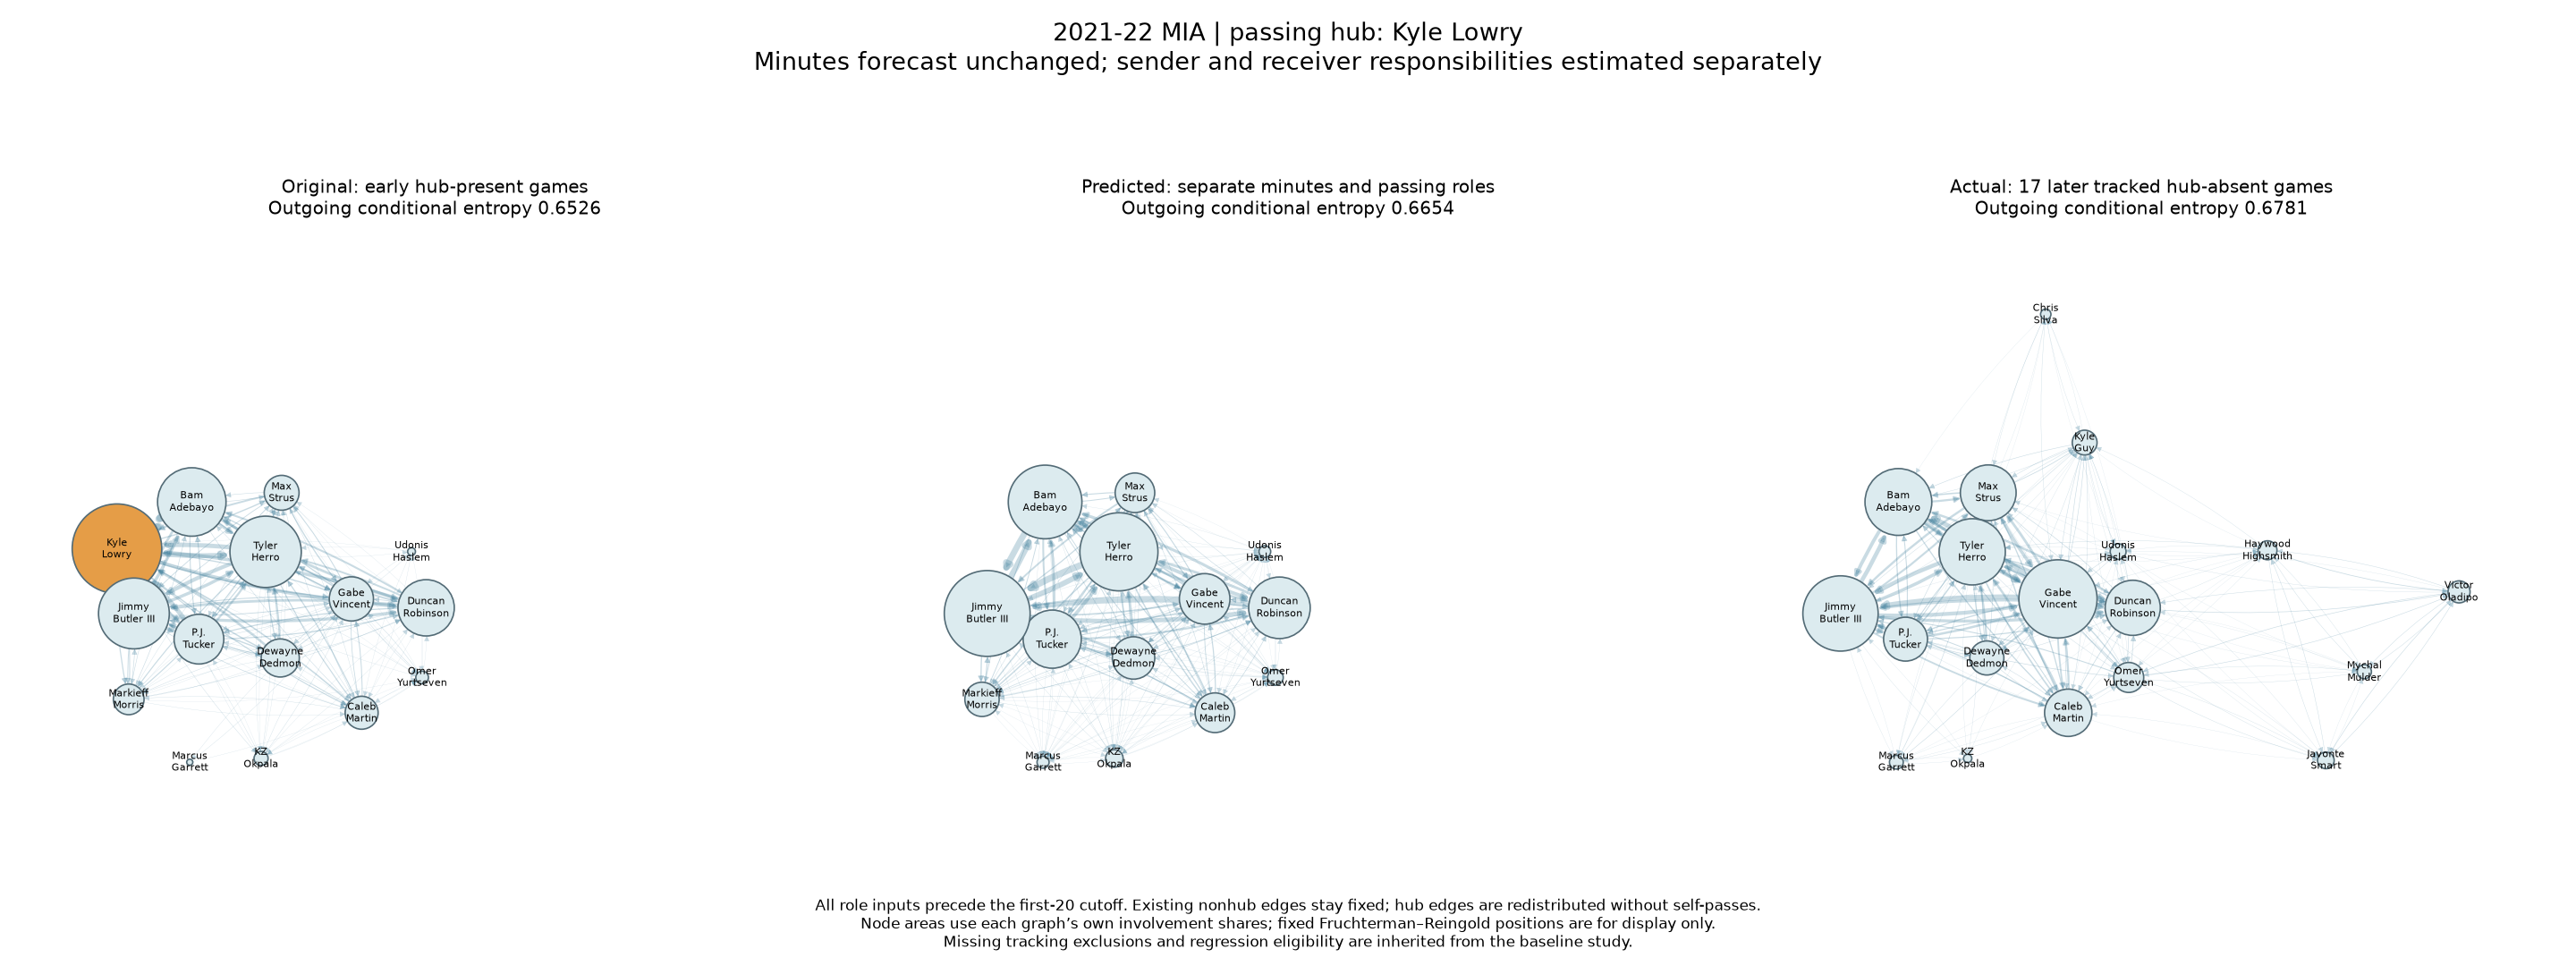 2021-22 MIA | passing hub: Kyle Lowry
Minutes forecast unchanged; sender and receiver responsibilities estimated separately
Original: early hub-present games
Outgoing conditional entropy 0.6526
Bam
Adebayo
Max
Strus
Kyle
Lowry
Tyler
Herro
Udonis
Haslem
Jimmy
Butler III
Gabe
Vincent
Duncan
Robinson
P.J.
Tucker
Dewayne
Dedmon
Omer
Yurtseven
Markieff
Morris
Caleb
Martin
Marcus
Garrett
KZ
Okpala
Predicted: separate minutes and passing roles
Outgoing conditional entropy 0.6654
Bam
Adebayo
Max
Strus
Tyler
Herro
Udonis
Haslem
Jimmy
Butler III
Gabe
Vincent
Duncan
Robinson
P.J.
Tucker
Dewayne
Dedmon
Omer
Yurtseven
Markieff
Morris
Caleb
Martin
Marcus
Garrett
KZ
Okpala
Actual: 17 later tracked hub-absent games
Outgoing conditional entropy 0.6781
Chris
Silva
Kyle
Guy
Bam
Adebayo
Max
Strus
Tyler
Herro
Udonis
Haslem
Haywood
Highsmith
Victor
Oladipo
Jimmy
Butler III
Gabe
Vincent
Duncan
Robinson
P.J.
Tucker
Dewayne
Dedmon
Omer
Yurtseven
Mychal
Mulder
Caleb
Martin
Marcus
Garrett
KZ
Okpala
Javonte
Smart
All role inputs precede the first-20 cutoff. Existing nonhub edges stay fixed; hub edges are redistributed without self-passes.
Node areas use each graph’s own involvement shares; fixed Fruchterman–Reingold positions are for display only.
Missing tracking exclusions and regression eligibility are inherited from the baseline study.